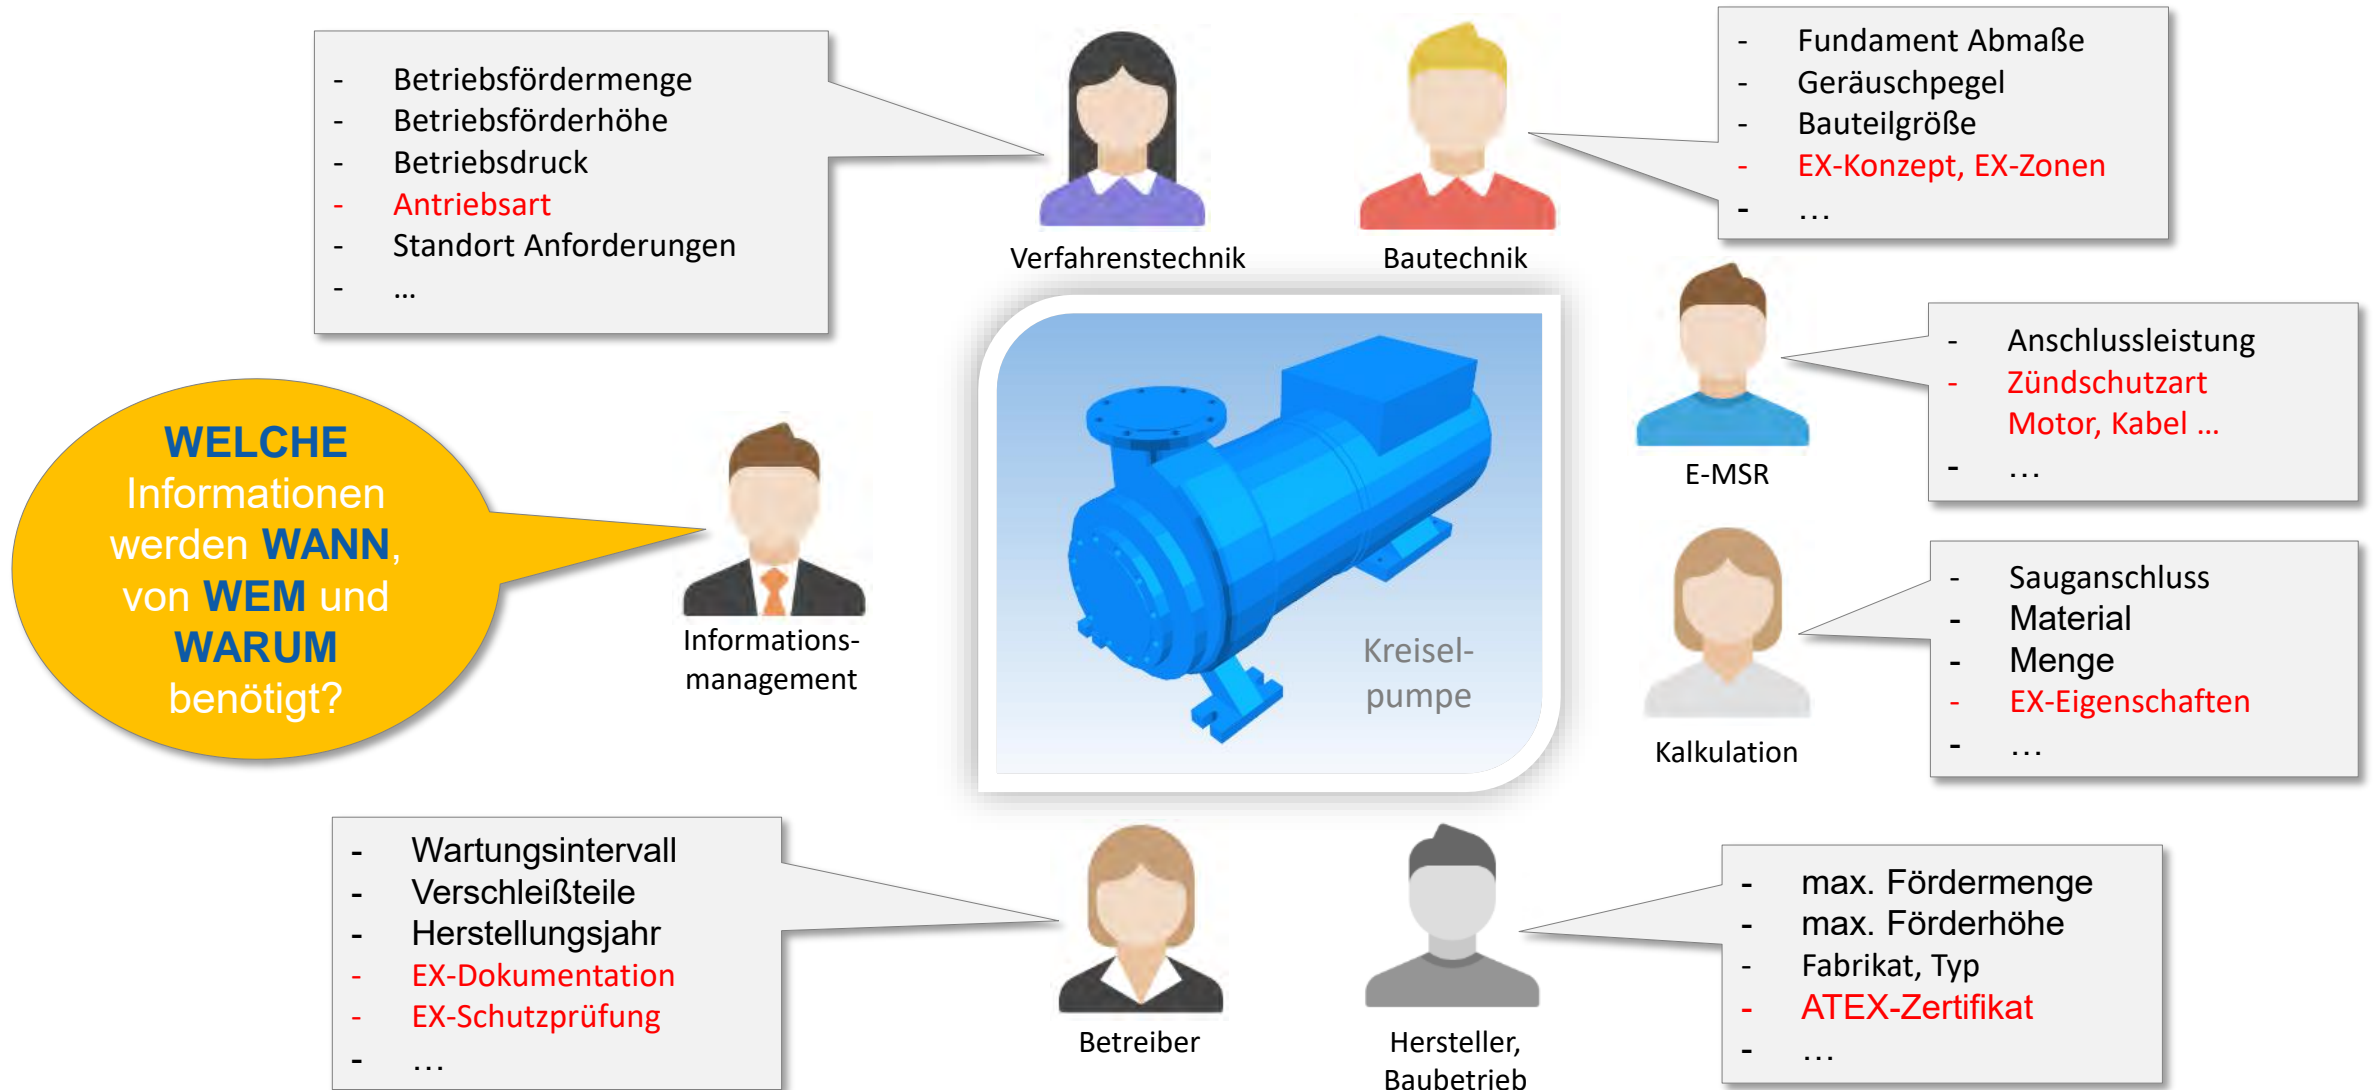 - Betriebsfördermenge
- Betriebsförderhöhe
- Betriebsdruck
- Antriebsart
- Standort Anforderungen
- ...
Verfahrenstechnik
Bautechnik
- Fundament Abmaße
- Geräuschpegel
- Bauteilgröße
- EX-Konzept, EX-Zonen
- ...
E-MSR
- Anschlussleistung
- Zündschutzart
Motor, Kabel ...
- ...
WELCHE
Informationen
werden WANN,
von WEM und
WARUM
benötigt?
Informations-
management
Kreisel-
pumpe
Kalkulation
- Sauganschluss
- Material
- Menge
- EX-Eigenschaften
- ...
- Wartungsintervall
- Verschleißteile
- Herstellungsjahr
- EX-Dokumentation
- EX-Schutzprüfung
- ...
Betreiber
Hersteller,
Baubetrieb
- max. Fördermenge
- max. Förderhöhe
- Fabrikat, Typ
- ATEX-Zertifikat
- ...